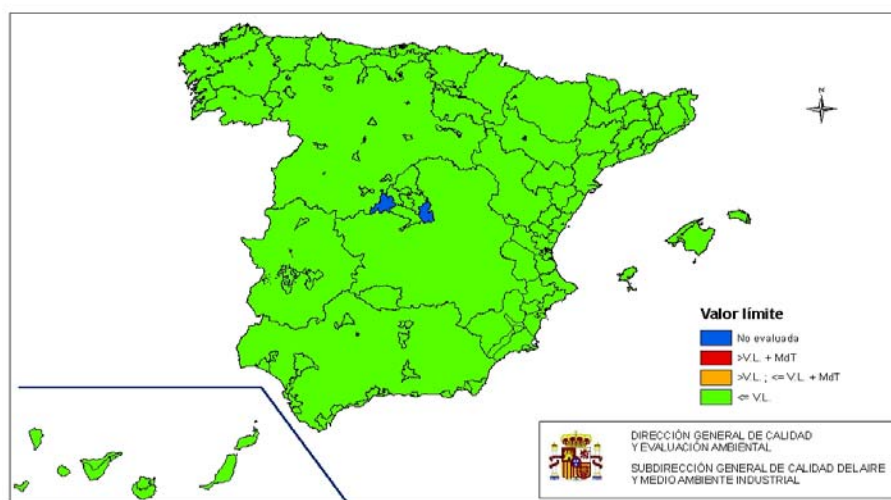 N
Valor límite
No evaluada
>V.L. + MdT
>V.L. ; <= V.L. + MdT
<= V.L.
DIRECCIÓN GENERAL DE CALIDAD
Y EVALUACIÓN AMBIENTAL
SUBDIRECCIÓN GENERAL DE CALIDAD DEL AIRE
Y MEDIO AMBIENTE INDUSTRIAL